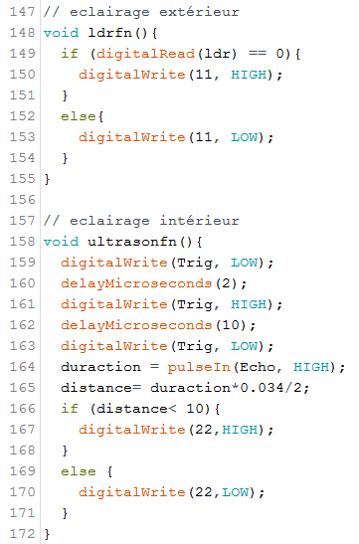 147 // eclairage extérieur
148 void ldrfn(){
149   if (digitalRead(ldr) == 0){
150     digitalWrite(11, HIGH);
151   }
152   else{
153     digitalWrite(11, LOW);
154   }
155 }
156
157 // eclairage intérieur
158 void ultrasonfn(){
159   digitalWrite(Trig, LOW);
160   delayMicroseconds(2);
161   digitalWrite(Trig, HIGH);
162   delayMicroseconds(10);
163   digitalWrite(Trig, LOW);
164   duraction = pulseIn(Echo, HIGH);
165   distance= duraction*0.034/2;
166   if (distance< 10){
167     digitalWrite(22,HIGH);
168   }
169   else {
170     digitalWrite(22,LOW);
171   }
172 }